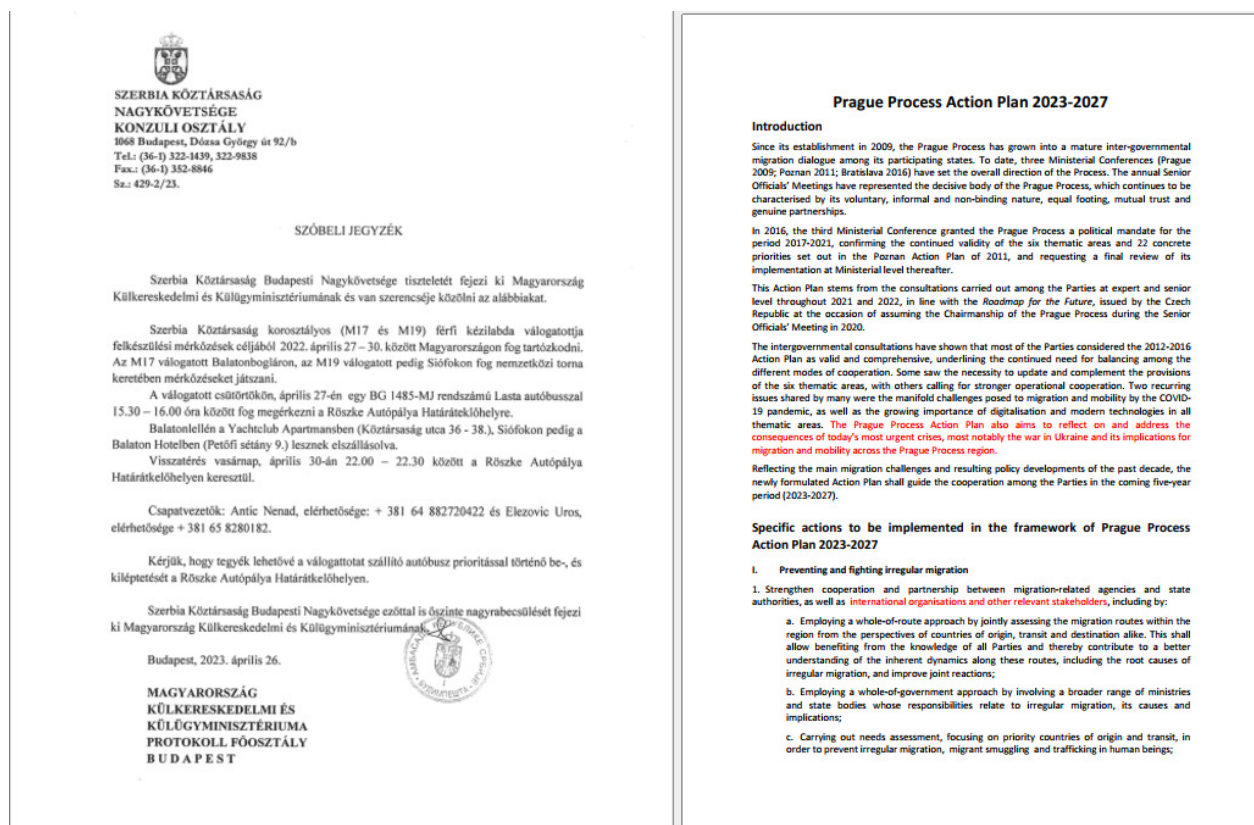 SZERBIA KÖZTÁRSASÁG
NAGYKÖVETSÉGE
KONZULI OSZTÁLY
1068 Budapest, Dózsa György út 92/b
Tel.: (36-1) 322-1439, 322-9838
Fax.: (36-1) 352-8846
Sz.: 429-2/23.
SZÓBELI JEGYZÉK
Szerbia Köztársaság Budapesti Nagykövetsége tiszteletét fejezi ki Magyarország
Külkereskedelmi és Külügyminisztériumának és van szerencséje közölni az alábbiakat.
Szerbia Köztársaság korosztályos (M17 és M19) férfi kézilabda válogatottja
felkészülési mérkőzések céljából 2022. április 27 – 30. között Magyarországon fog tartózkodni.
Az M17 válogatott Balatonbogláron, az M19 válogatott pedig Siófokon fog nemzetközi torna
keretében mérkőzéseket játszani.
A válogatott csütörtökön, április 27-én egy BG 1485-MJ rendszámú Lasta autóbusszal
15.30 – 16.00 óra között fog megérkezni a Röszke Autópálya Határáteklőhelyre.
Balatonlellén a Yachtclub Apartmansben (Köztársaság utca 36 - 38.), Siófokon pedig a
Balaton Hotelben (Petőfi sétány 9.) lesznek elszállásolva.
Visszatérés vasárnap, április 30-án 22.00 – 22.30 között a Röszke Autópálya
Határátkelőhelyen keresztül.
Csapatvezetők: Antic Nenad, elérhetősége: + 381 64 882720422 és Elezovic Uros,
elérhetősége + 381 65 8280182.
Kérjük, hogy tegyék lehetővé a válogattotat szállító autóbusz prioritással történő be-, és
kiléptetését a Röszke Autópálya Határátkelőhelyen.
Szerbia Köztársaság Budapesti Nagykövetsége ezőttal is őszinte nagyrabecsülését fejezi
ki Magyarország Külkereskedelmi és Külügyminisztériumának.
Budapest, 2023. április 26.
MAGYARORSZÁG
KÜLKERESKEDELMI ÉS
KÜLÜGYMINISZTÉRIUMA
PROTOKOLL FŐOSZTÁLY
B U D A P E S T
Prague Process Action Plan 2023-2027
Introduction
Since its establishment in 2009, the Prague Process has grown into a mature inter-governmental
migration dialogue among its participating states. To date, three Ministerial Conferences (Prague
2009; Poznan 2011; Bratislava 2016) have set the overall direction of the Process. The annual Senior
Officials' Meetings have represented the decisive body of the Prague Process, which continues to be
characterised by its voluntary, informal and non-binding nature, equal footing, mutual trust and
genuine partnerships.
In 2016, the third Ministerial Conference granted the Prague Process a political mandate for the
period 2017-2021, confirming the continued validity of the six thematic areas and 22 concrete
priorities set out in the Poznan Action Plan of 2011, and requesting a final review of its
implementation at Ministerial level thereafter.
This Action Plan stems from the consultations carried out among the Parties at expert and senior
level throughout 2021 and 2022, in line with the Roadmap for the Future, issued by the Czech
Republic at the occasion of assuming the Chairmanship of the Prague Process during the Senior
Officials' Meeting in 2020.
The intergovernmental consultations have shown that most of the Parties considered the 2012-2016
Action Plan as valid and comprehensive, underlining the continued need for balancing among the
different modes of cooperation. Some saw the necessity to update and complement the provisions
of the six thematic areas, with others calling for stronger operational cooperation. Two recurring
issues shared by many were the manifold challenges posed to migration and mobility by the COVID-
19 pandemic, as well as the growing importance of digitalisation and modern technologies in all
thematic areas. The Prague Process Action Plan also aims to reflect on and address the
consequences of today's most urgent crises, most notably the war in Ukraine and its implications for
migration and mobility across the Prague Process region.
Reflecting the main migration challenges and resulting policy developments of the past decade, the
newly formulated Action Plan shall guide the cooperation among the Parties in the coming five-year
period (2023-2027).
Specific actions to be implemented in the framework of Prague Process
Action Plan 2023-2027
I. Preventing and fighting irregular migration
1. Strengthen cooperation and partnership between migration-related agencies and state
authorities, as well as international organisations and other relevant stakeholders, including by:
a. Employing a whole-of-route approach by jointly assessing the migration routes within the
region from the perspectives of countries of origin, transit and destination alike. This shall
allow benefiting from the knowledge of all Parties and thereby contribute to a better
understanding of the inherent dynamics along these routes, including the root causes of
irregular migration, and improve joint reactions;
b. Employing a whole-of-government approach by involving a broader range of ministries
and state bodies whose responsibilities relate to irregular migration, its causes and
implications;
c. Carrying out needs assessment, focusing on priority countries of origin and transit, in
order to prevent irregular migration, migrant smuggling and trafficking in human beings;